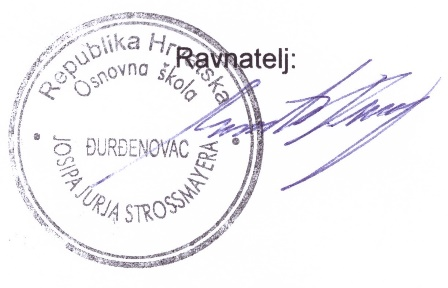 Ravnatelj:
Republika Hrvatska
Osnovna škola
ĐURĐENOVAC
JOSIPA JURJA STROSSMAYERA